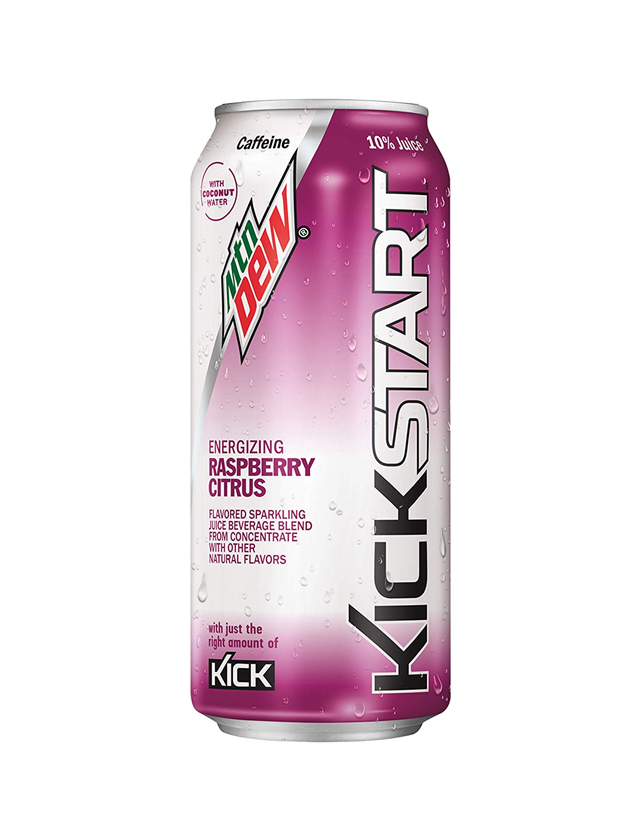 Caffeine
10% Juice
WITH
COCONUT
WATER
Mtn
DEW®
KICKSTART
ENERGIZING
RASPBERRY
CITRUS
FLAVORED SPARKLING
JUICE BEVERAGE BLEND
FROM CONCENTRATE
WITH OTHER
NATURAL FLAVORS
with just the
right amount of
KICK